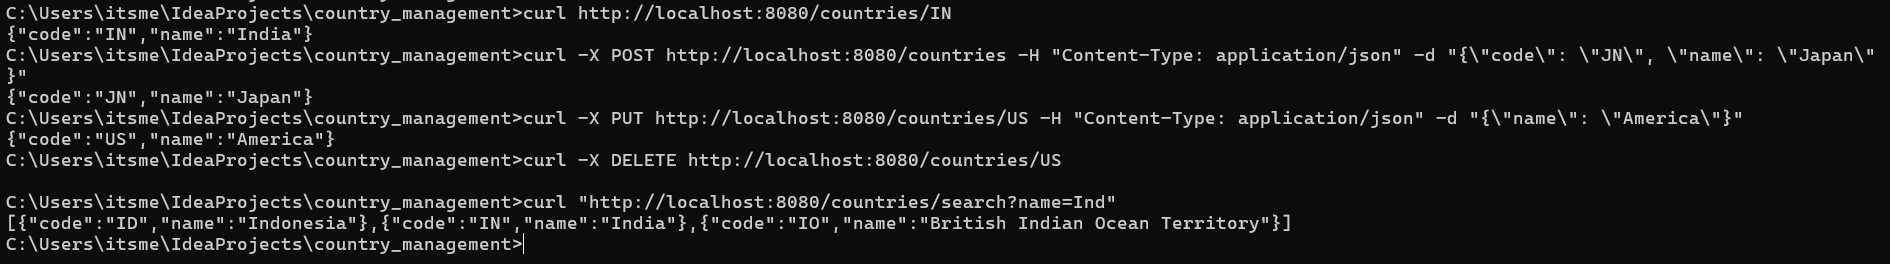 C:\Users\itsme\IdeaProjects\country_management>curl http://localhost:8080/countries/IN
{"code":"IN","name":"India"}
C:\Users\itsme\IdeaProjects\country_management>curl -X POST http://localhost:8080/countries -H "Content-Type: application/json" -d "{\"code\": \"JN\", \"name\": \"Japan\"
}"
{"code":"JN","name":"Japan"}
C:\Users\itsme\IdeaProjects\country_management>curl -X PUT http://localhost:8080/countries/US -H "Content-Type: application/json" -d "{\"name\": \"America\"}"
{"code":"US","name":"America"}
C:\Users\itsme\IdeaProjects\country_management>curl -X DELETE http://localhost:8080/countries/US
C:\Users\itsme\IdeaProjects\country_management>curl "http://localhost:8080/countries/search?name=Ind"
[{"code":"ID","name":"Indonesia"},{"code":"IN","name":"India"},{"code":"IO","name":"British Indian Ocean Territory"}]
C:\Users\itsme\IdeaProjects\country_management>